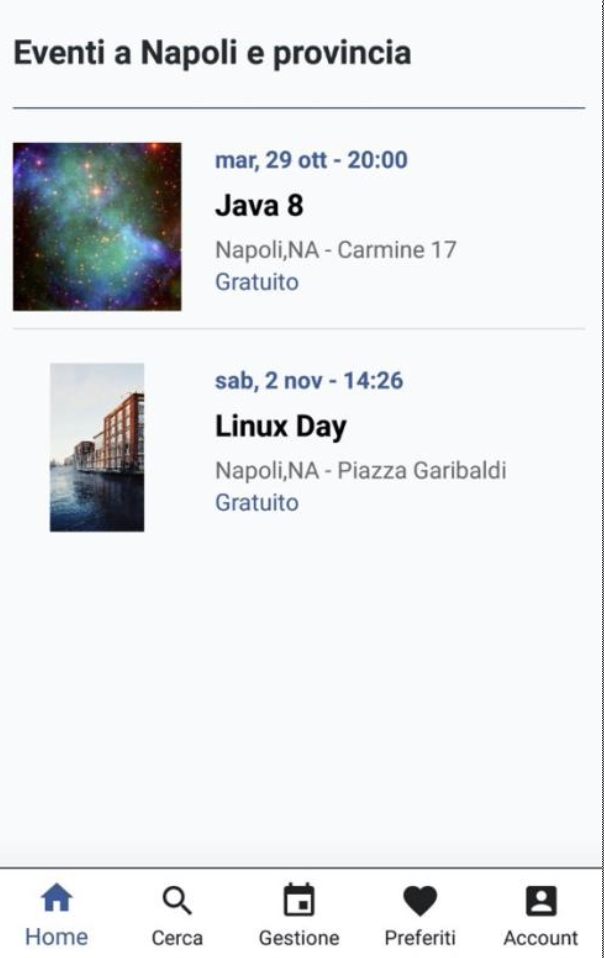 Eventi a Napoli e provincia
mar, 29 ott - 20:00
Java 8
Napoli,NA - Carmine 17
Gratuito
sab, 2 nov - 14:26
Linux Day
Napoli,NA - Piazza Garibaldi
Gratuito
Home Cerca Gestione Preferiti Account